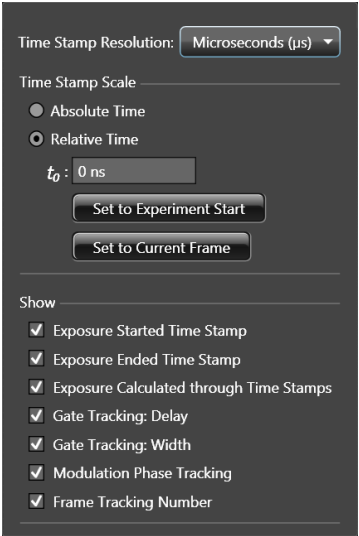 Time Stamp Resolution: Microseconds (µs)
Time Stamp Scale
Absolute Time
Relative Time
t0 : 0 ns
Set to Experiment Start
Set to Current Frame
Show
Exposure Started Time Stamp
Exposure Ended Time Stamp
Exposure Calculated through Time Stamps
Gate Tracking: Delay
Gate Tracking: Width
Modulation Phase Tracking
Frame Tracking Number